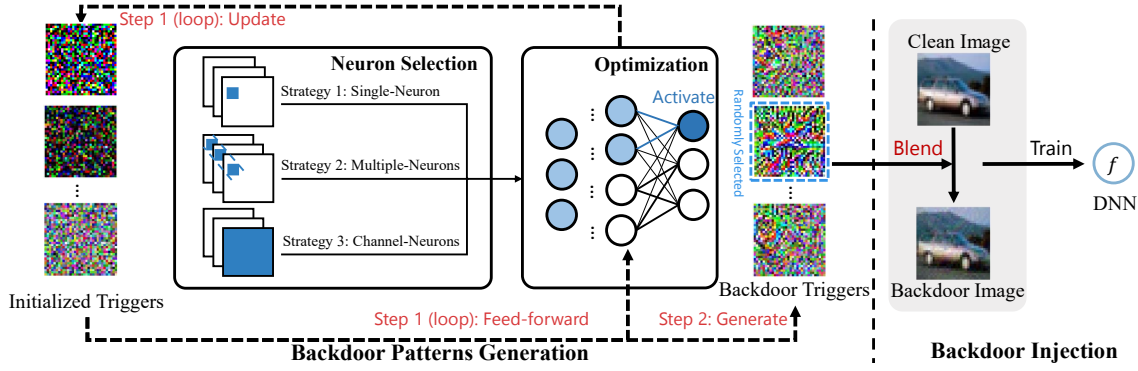 Step 1 (loop): Update
Neuron Selection
Strategy 1: Single-Neuron
Strategy 2: Multiple-Neurons
Strategy 3: Channel-Neurons
Optimization
Activate
...
...
...
Initialized Triggers
Randomly Selected
...
Backdoor Triggers
Step 1 (loop): Feed-forward
Step 2: Generate
Backdoor Patterns Generation
Clean Image
Blend
Train
f
DNN
Backdoor Image
Backdoor Injection